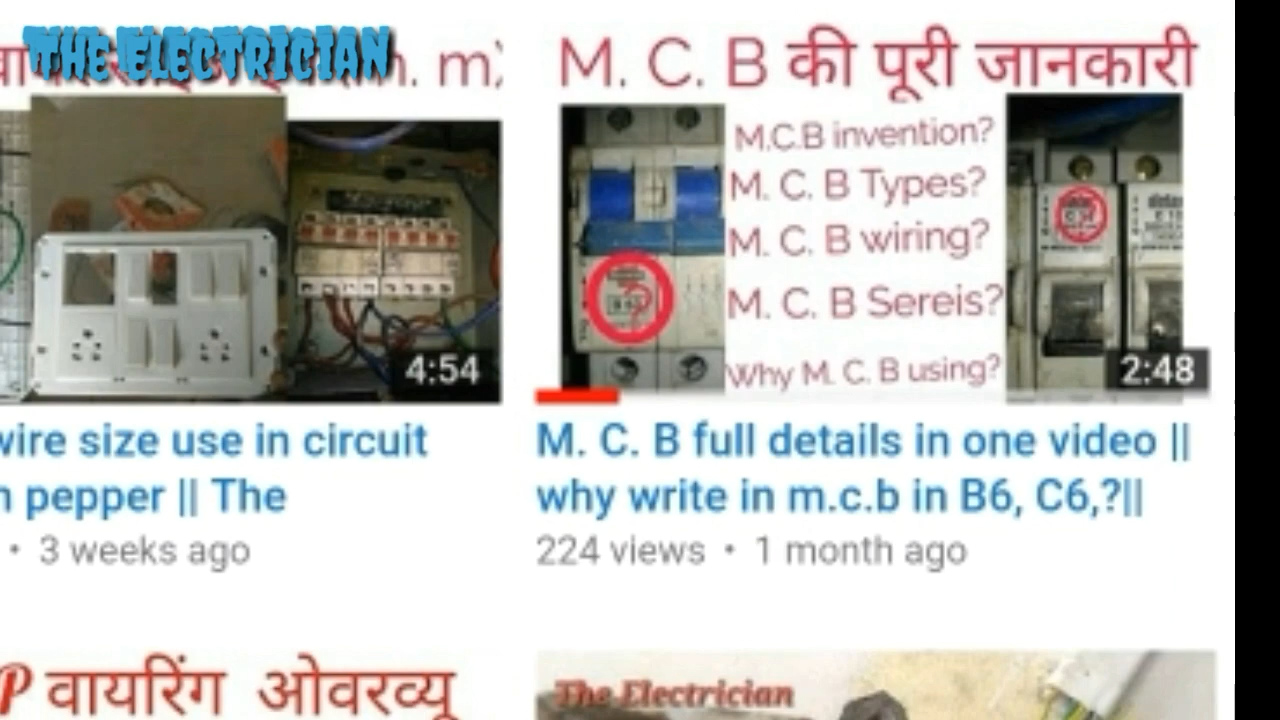 THE ELECTRICIAN
M. C. B की पूरी जानकारी
M.C.B invention?
M. C. B Types?
M. C. B wiring?
M. C. B Sereis?
Why M. C. B using?
4:54
2:48
wire size use in circuit
pepper || The
• 3 weeks ago
M. C. B full details in one video ||
why write in m.c.b in B6, C6,?||
224 views • 1 month ago
P वायरिंग ओवरव्यू
The Electrician